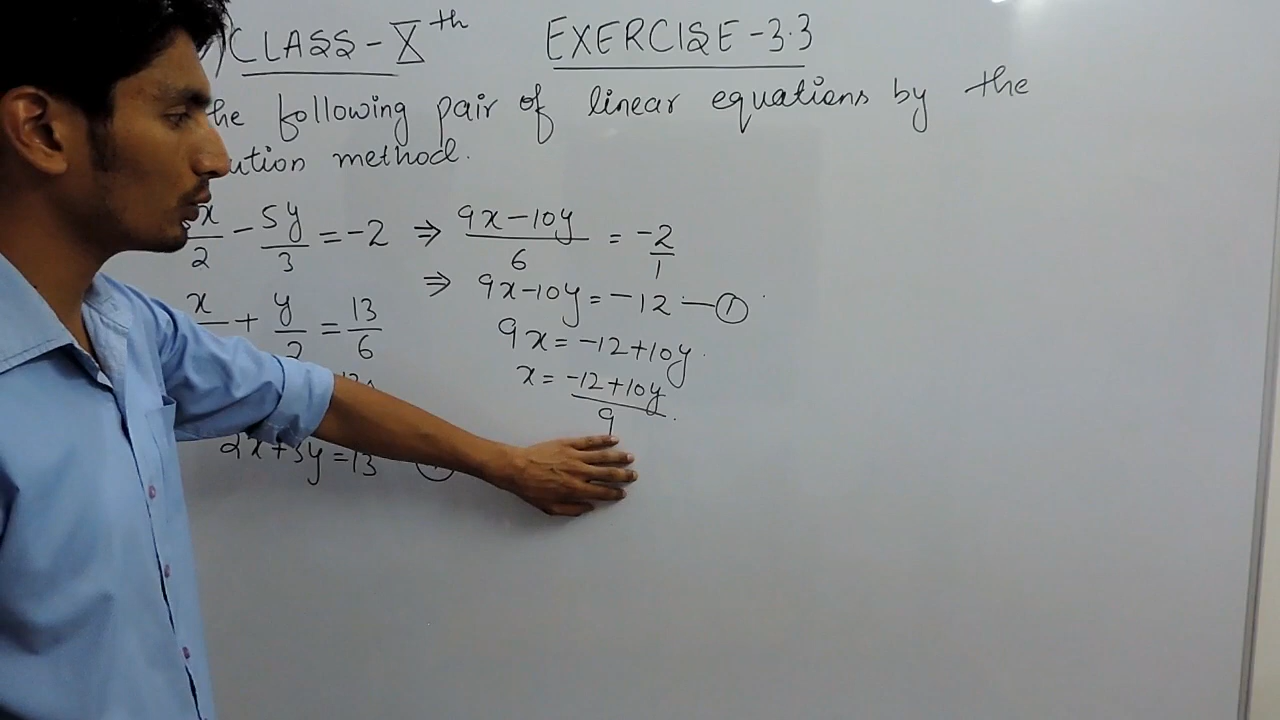 CLASS-Xth EXERCISE-3.3
he following pair of linear equations by the
ution method.
x/2 - 5y/3 = -2 ⇒ (9x-10y)/6 = -2/1
⇒ 9x-10y = -12 — ①
x + y/2 = 13/6
9x = -12+10y
x = (-12+10y)/9
2x+3y=13